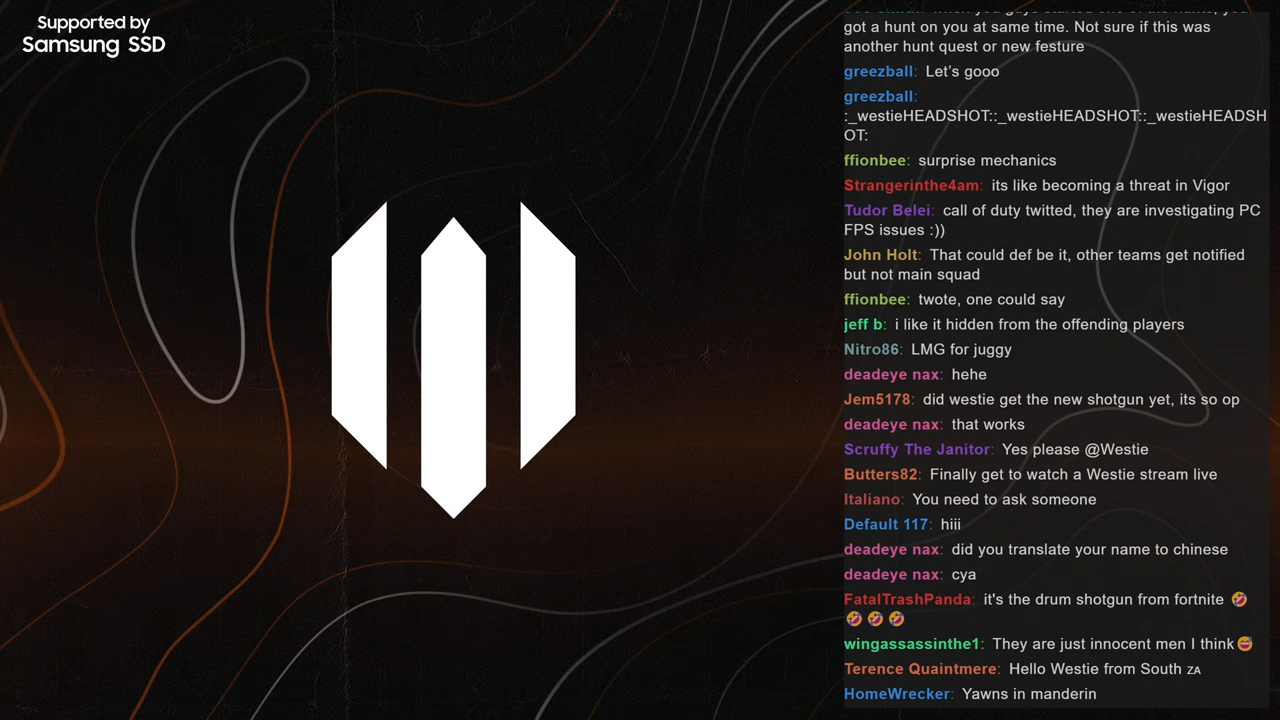 Supported by
Samsung SSD
got a hunt on you at same time. Not sure if this was
another hunt quest or new festure
greezball: Let's gooo
greezball:
:_westieHEADSHOT::_westieHEADSHOT::_westieHEADSH
OT:
ffionbee: surprise mechanics
Strangerinthe4am: its like becoming a threat in Vigor
Tudor Belei: call of duty twitted, they are investigating PC
FPS issues :))
John Holt: That could def be it, other teams get notified
but not main squad
ffionbee: twote, one could say
jeff b: i like it hidden from the offending players
Nitro86: LMG for juggy
deadeye nax: hehe
Jem5178: did westie get the new shotgun yet, its so op
deadeye nax: that works
Scruffy The Janitor: Yes please @Westie
Butters82: Finally get to watch a Westie stream live
Italiano: You need to ask someone
Default 117: hiii
deadeye nax: did you translate your name to chinese
deadeye nax: cya
FatalTrashPanda: it's the drum shotgun from fortnite 🤣
🤣 🤣 🤣
wingassassinthe1: They are just innocent men I think😅
Terence Quaintmere: Hello Westie from South ZA
HomeWrecker: Yawns in manderin